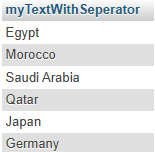 myTextWithSeperator
Egypt
Morocco
Saudi Arabia
Qatar
Japan
Germany